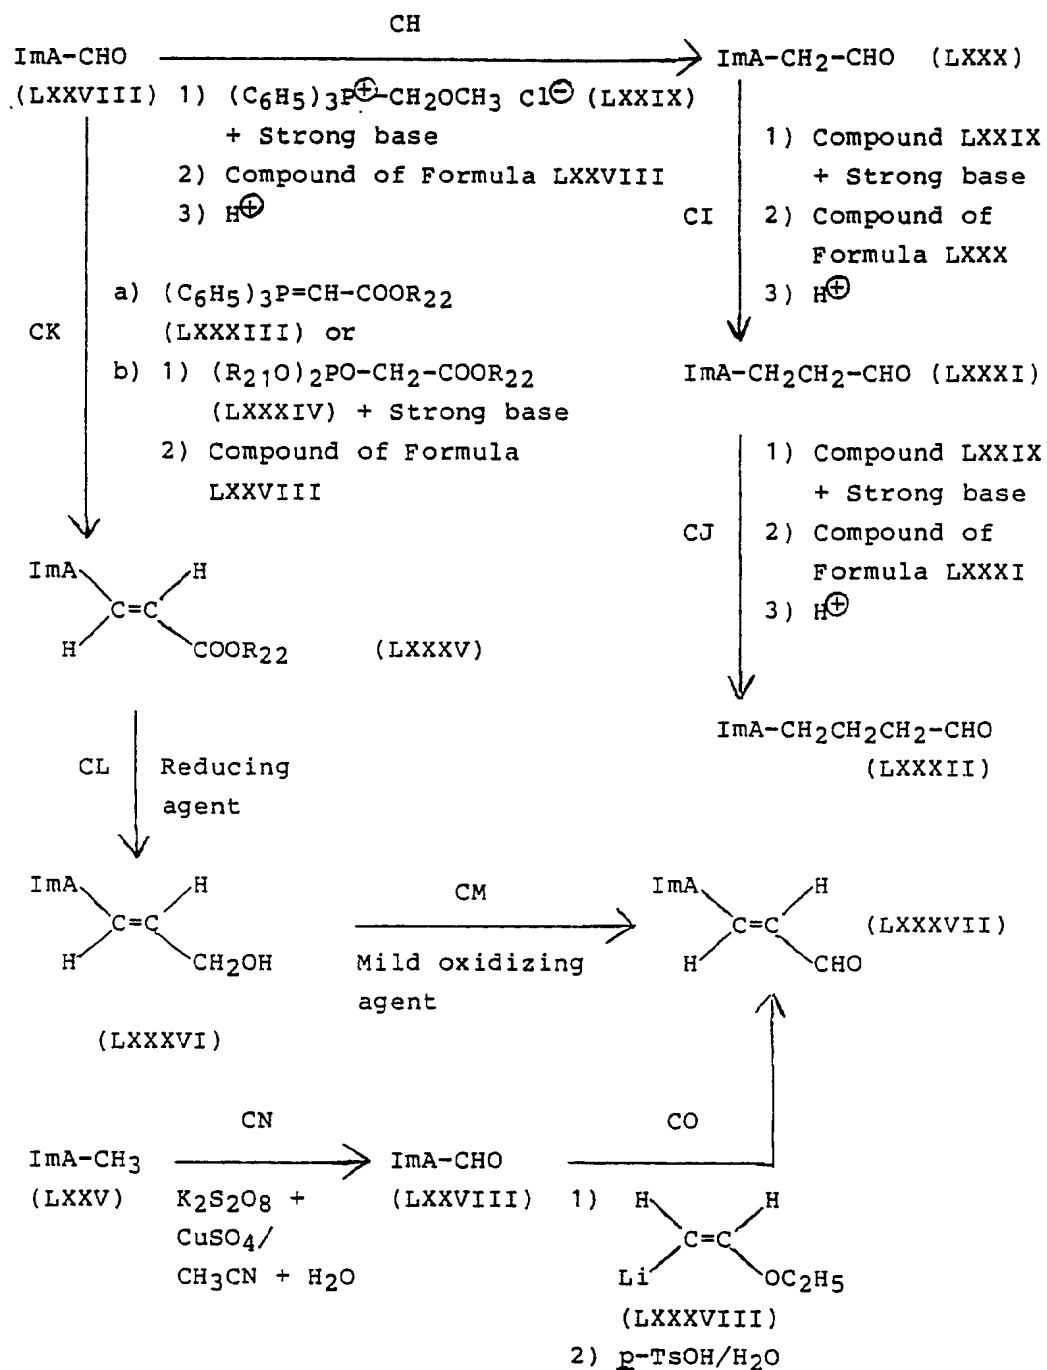 CH
ImA-CHO
ImA-CH2-CHO (LXXX)
(LXXVIII)
1) (C6H5)3P⊕-CH2OCH3 Cl⊖ (LXXIX)
+ Strong base
2) Compound of Formula LXXVIII
3) H⊕
CI
1) Compound LXXIX
+ Strong base
2) Compound of
Formula LXXX
3) H⊕
CK
a) (C6H5)3P=CH-COOR22
(LXXXIII) or
b) 1) (R21O)2PO-CH2-COOR22
(LXXXIV) + Strong base
2) Compound of Formula
LXXVIII
ImA-CH2CH2-CHO (LXXXI)
CJ
1) Compound LXXIX
+ Strong base
2) Compound of
Formula LXXXI
3) H⊕
ImA
H
C=C
H
COOR22
(LXXXV)
ImA-CH2CH2CH2-CHO
(LXXXII)
CL
Reducing
agent
ImA
H
C=C
H
CH2OH
(LXXXVI)
CM
Mild oxidizing
agent
ImA
H
C=C
H
CHO
(LXXXVII)
CN
CO
ImA-CH3
(LXXV)
K2S2O8 +
CuSO4/
CH3CN + H2O
ImA-CHO
(LXXVIII)
1)
H
H
C=C
Li
OC2H5
(LXXXVIII)
2) p-TsOH/H2O